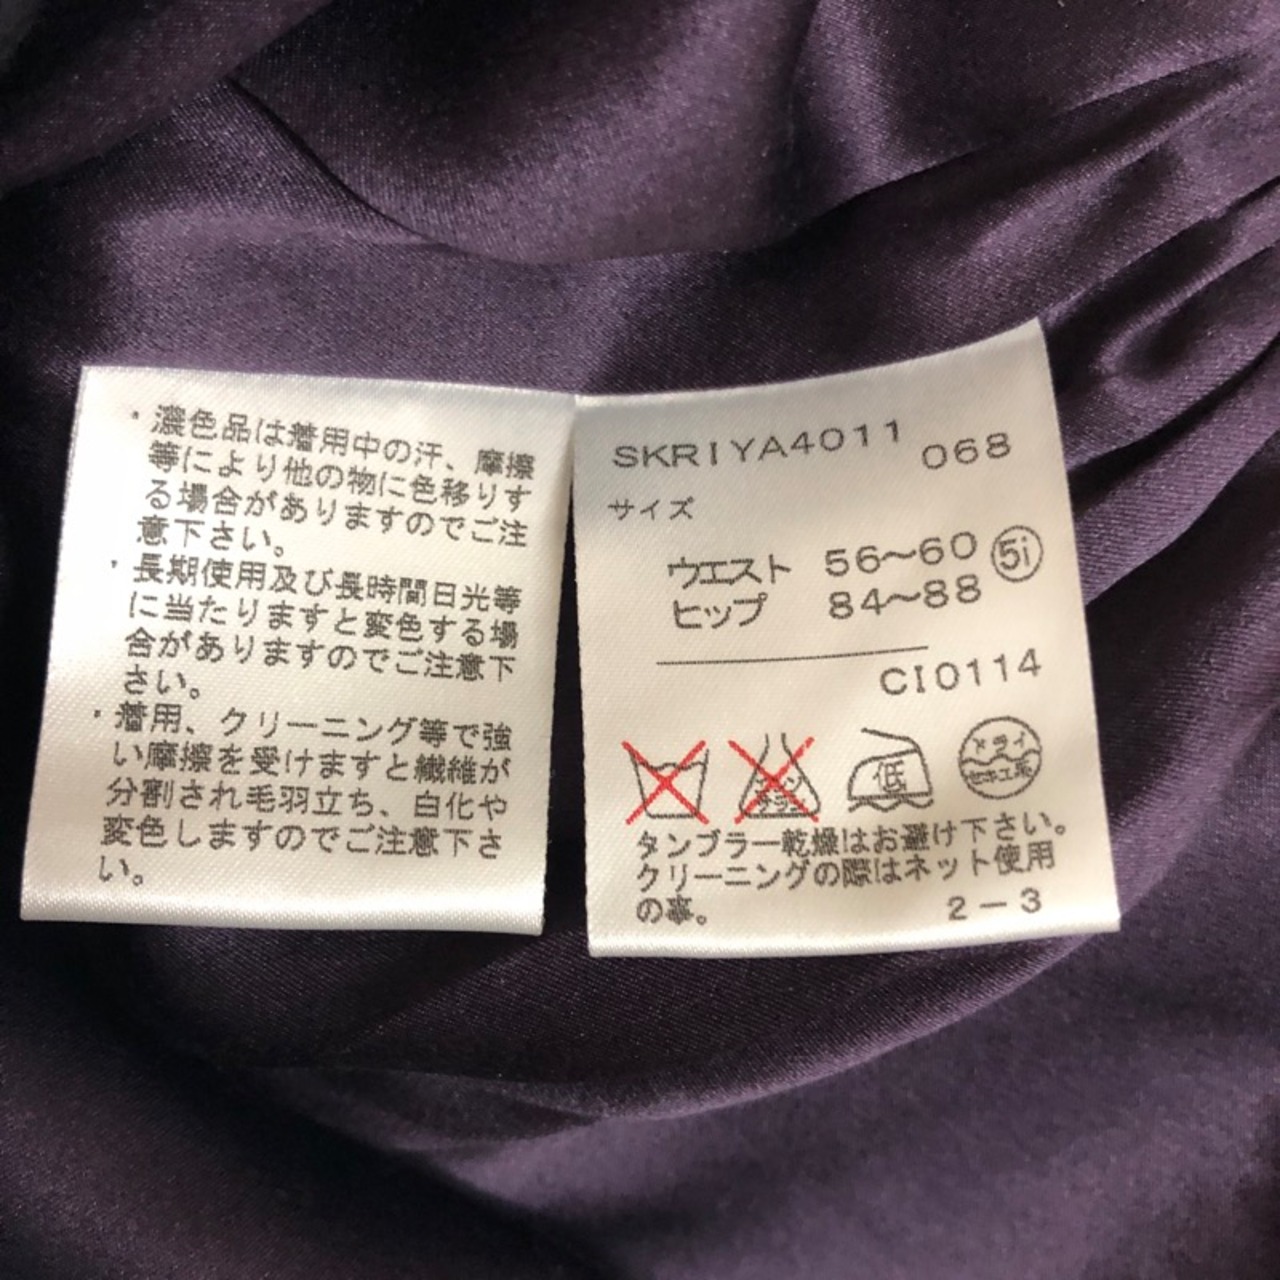 ・濃色品は着用中の汗、摩擦
等により他の物に色移りす
る場合がありますのでご注
意下さい。
・長期使用及び長時間日光等
に当たりますと変色する場
合がありますのでご注意下
さい。
・着用、クリーニング等で強
い摩擦を受けますと繊維が
分割され毛羽立ち、白化や
変色しますのでご注意下さ
い。
SKRIYA4011
068
サイズ
ウエスト 56〜60 5i
ヒップ 84〜88
CI0114
エンソ
サラシ
低
ドライ
セキユ系
タンブラー乾燥はお避け下さい。
クリーニングの際はネット使用
の事。
2－3